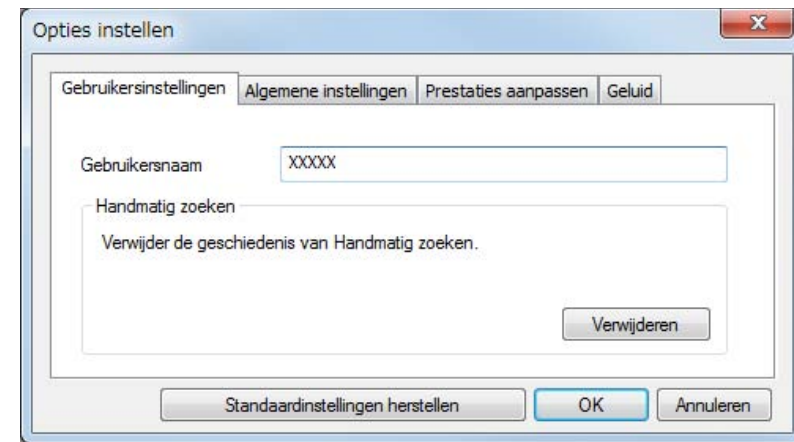 Opties instellen
Gebruikersinstellingen Algemene instellingen Prestaties aanpassen Geluid
Gebruikersnaam XXXXX
Handmatig zoeken
Verwijder de geschiedenis van Handmatig zoeken.
Verwijderen
Standaardinstellingen herstellen OK Annuleren